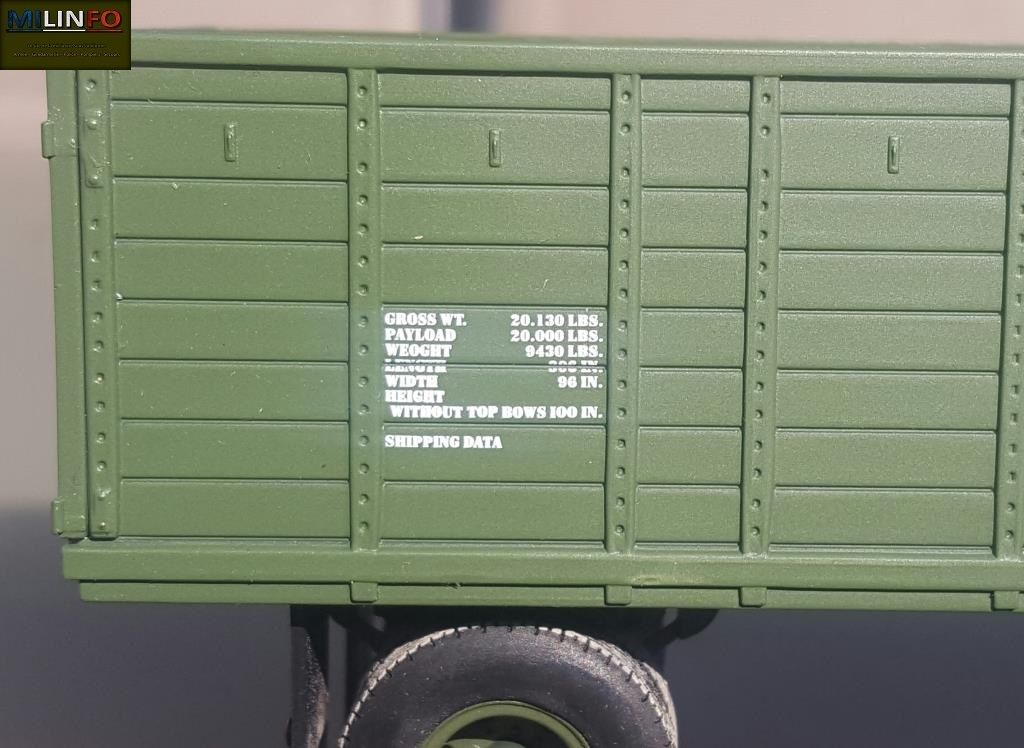 MILINFO
GROSS WT. 20.130 LBS.
PAYLOAD 20.000 LBS.
WEOGHT 9430 LBS.
LENGTH
WIDTH 96 IN.
HEIGHT
WITHOUT TOP BOWS 100 IN.
SHIPPING DATA